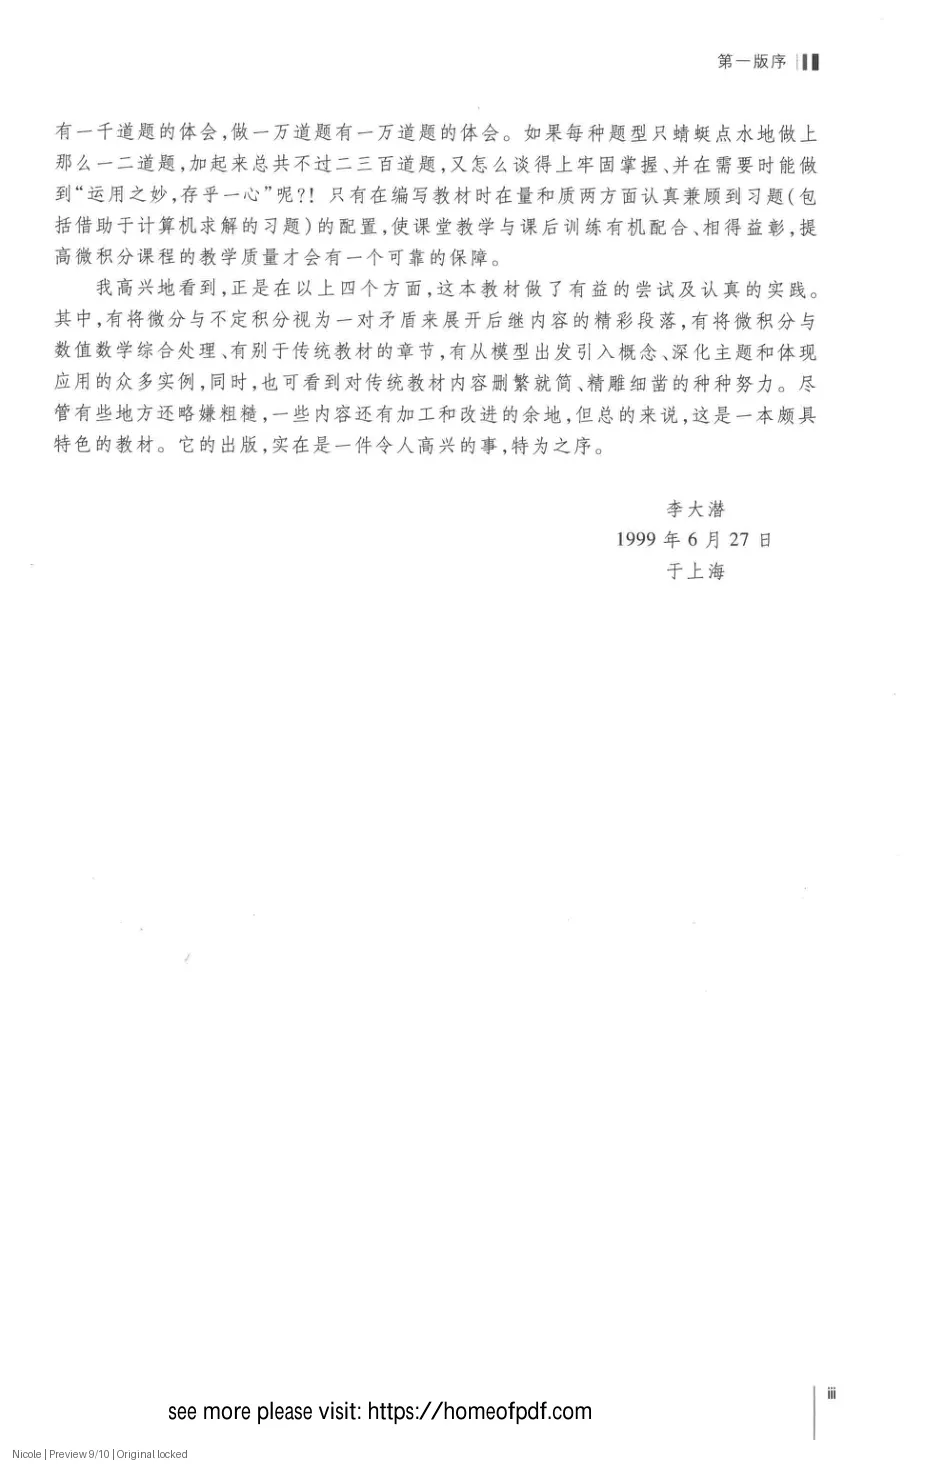 第一版序
有一千道题的体会,做一万道题有一万道题的体会。如果每种题型只蜻蜓点水地做上
那么一二道题,加起来总共不过二三百道题,又怎么谈得上牢固掌握、并在需要时能做
到“运用之妙,存乎一心”呢?! 只有在编写教材时在量和质两方面认真兼顾到习题(包
括借助于计算机求解的习题)的配置,使课堂教学与课后训练有机配合、相得益彰,提
高微积分课程的教学质量才会有一个可靠的保障。
我高兴地看到,正是在以上四个方面,这本教材做了有益的尝试及认真的实践。
其中,有将微分与不定积分视为一对矛盾来展开后继内容的精彩段落,有将微积分与
数值数学综合处理、有别于传统教材的章节,有从模型出发引入概念、深化主题和体现
应用的众多实例,同时,也可看到对传统教材内容删繁就简、精雕细凿的种种努力。尽
管有些地方还略嫌粗糙,一些内容还有加工和改进的余地,但总的来说,这是一本颇具
特色的教材。它的出版,实在是一件令人高兴的事,特为之序。
李大潜
1999 年 6 月 27 日
于上海
iii
see more please visit: https://homeofpdf.com
Nicole | Preview 9/10 | Original locked